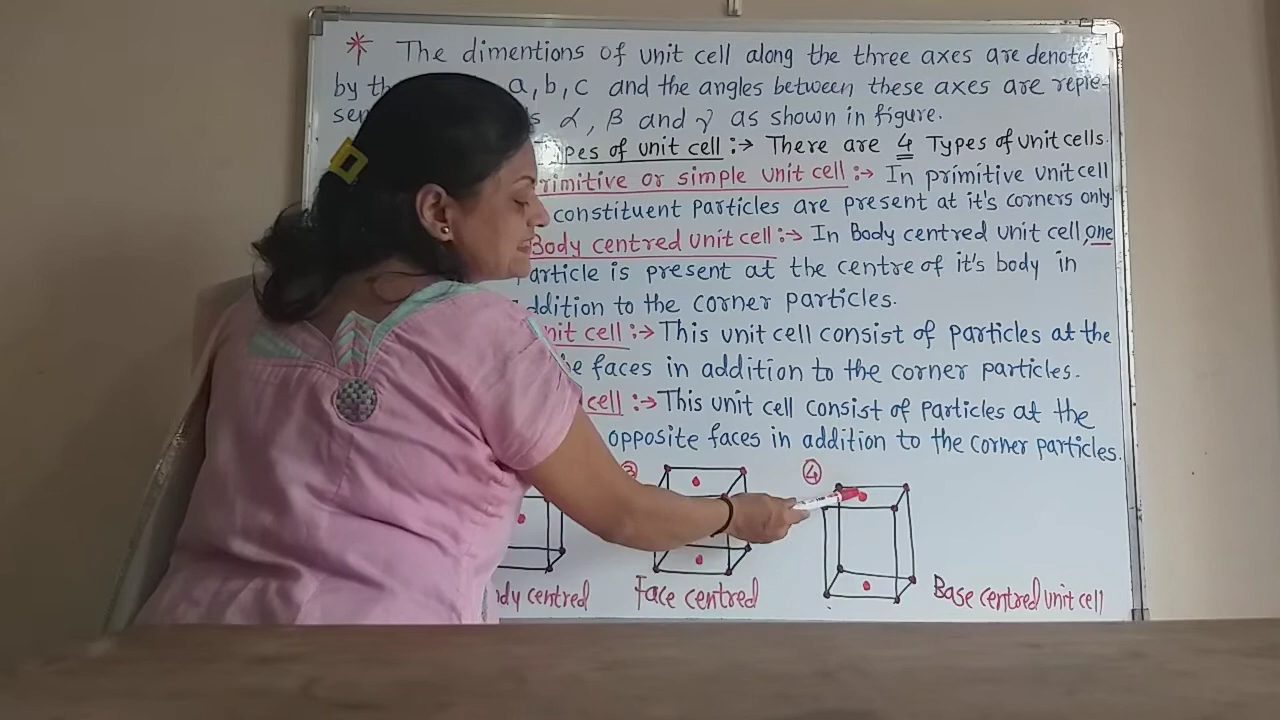 * The dimentions of unit cell along the three axes are denote
by a, b, c and the angles between these axes are repre-
α, β and γ as shown in figure.
Types of unit cell :→ There are 4 Types of unit cells.
rimitive or simple unit cell :→ In primitive unit cell
constituent particles are present at it's corners only.
Body centred unit cell :→ In Body centred unit cell, one
article is present at the centre of it's body in
ddition to the corner particles.
nit cell :→ This unit cell consist of particles at the
faces in addition to the corner particles.
cell :→ This unit cell consist of particles at the
opposite faces in addition to the corner particles.
③ ④
dy centred Face centred Base centred unit cell